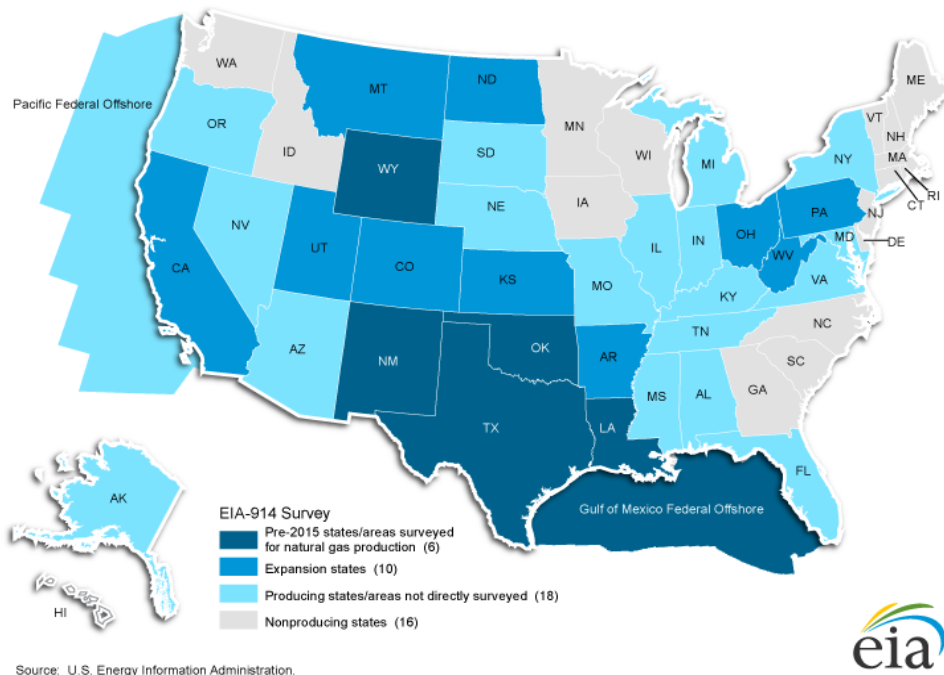 WA
MT
ND
MN
ME
VT
NH
Pacific Federal Offshore
OR
ID
WY
SD
WI
MI
NY
MA
RI
CT
NV
UT
CO
NE
IA
IL
IN
OH
PA
NJ
MD
DE
WV
VA
CA
KS
MO
KY
NC
TN
AZ
NM
OK
AR
SC
MS
AL
GA
TX
LA
FL
AK
Gulf of Mexico Federal Offshore
HI
EIA-914 Survey
Pre-2015 states/areas surveyed
for natural gas production (6)
Expansion states (10)
Producing states/areas not directly surveyed (18)
Nonproducing states (16)
eia
Source: U.S. Energy Information Administration.